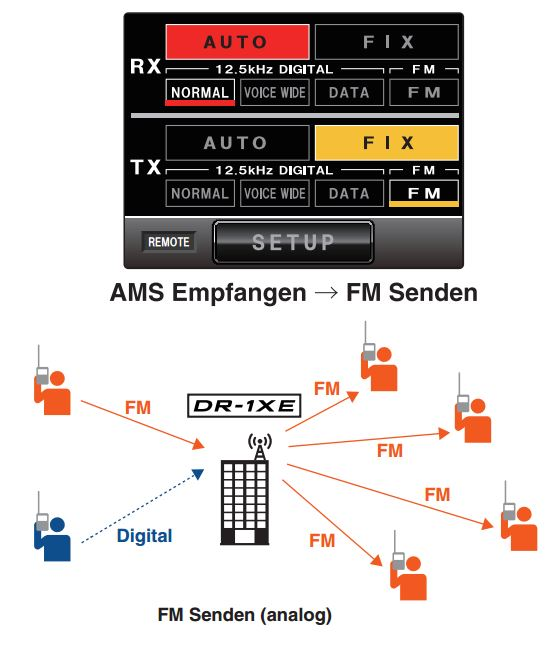 AUTO FIX
RX 12.5kHz DIGITAL FM
NORMAL VOICE WIDE DATA FM
AUTO FIX
TX 12.5kHz DIGITAL FM
NORMAL VOICE WIDE DATA FM
REMOTE SETUP
AMS Empfangen → FM Senden
FM
DR-1XE
FM
FM
FM
Digital
FM
FM Senden (analog)